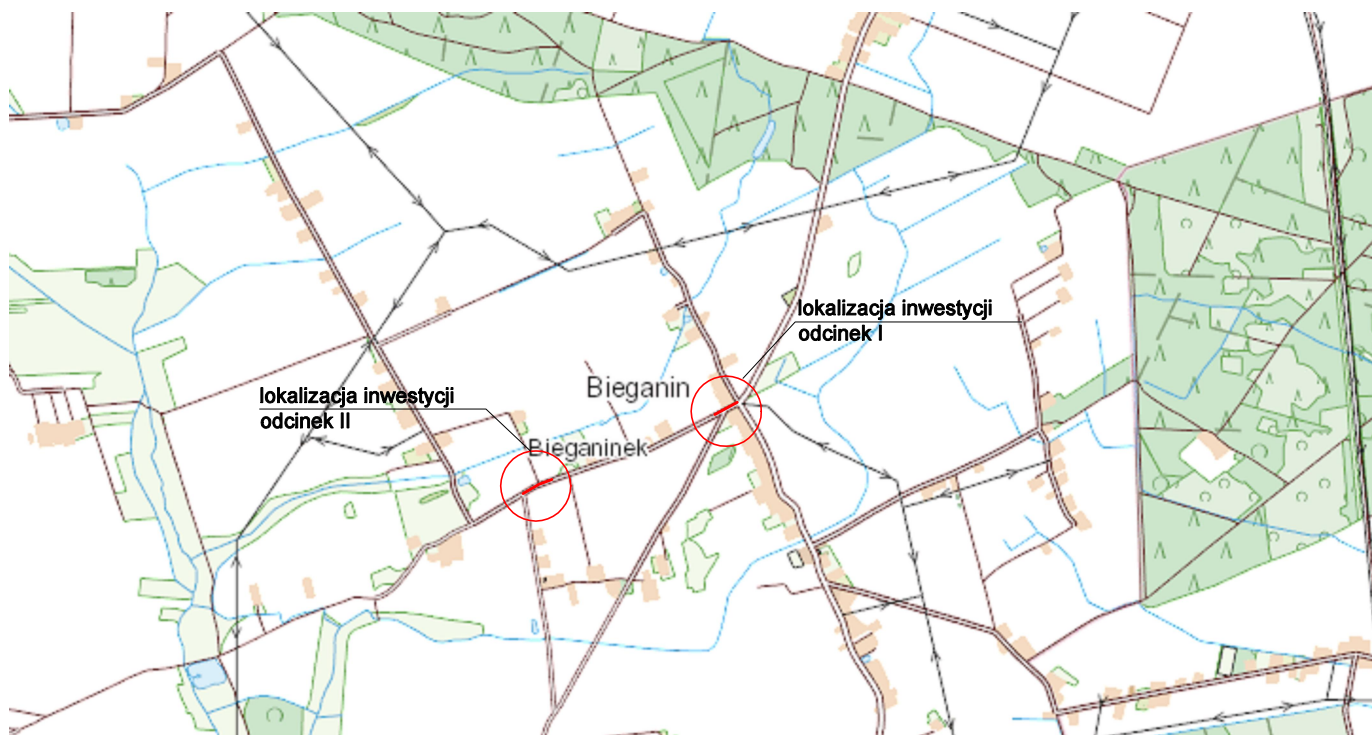 lokalizacja inwestycji
odcinek I
Bieganin
lokalizacja inwestycji
odcinek II
Bieganinek